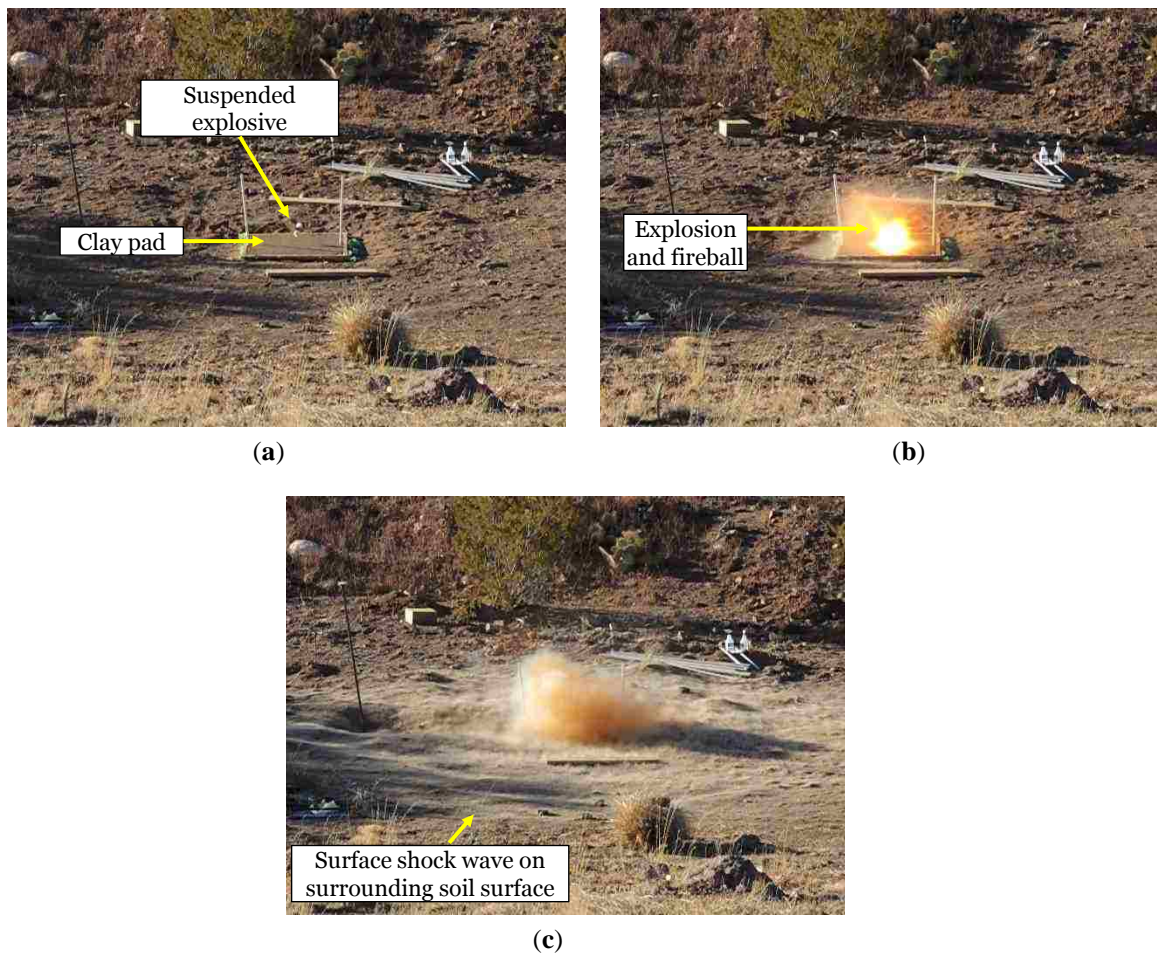 Suspended
explosive
Clay pad
(a)
Explosion
and fireball
(b)
Surface shock wave on
surrounding soil surface
(c)